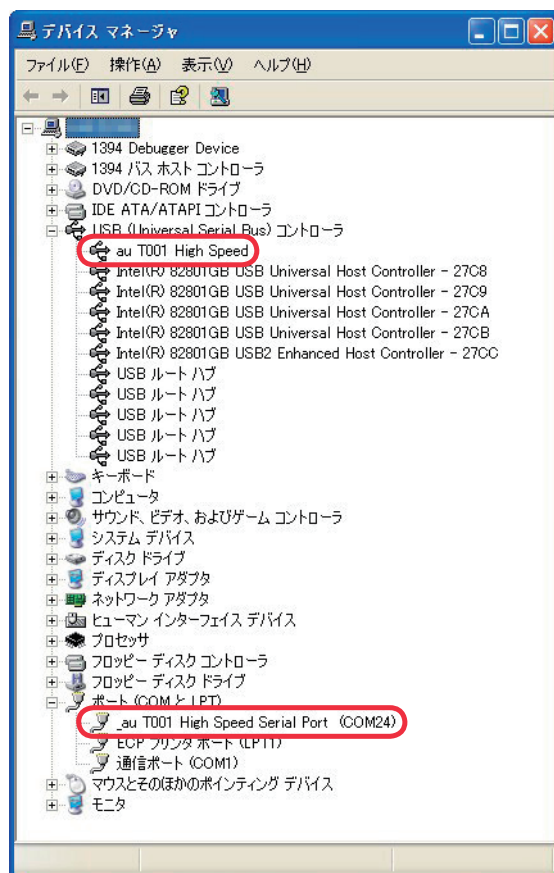 デバイス マネージャ
ファイル(F) 操作(A) 表示(V) ヘルプ(H)
1394 Debugger Device
1394 バス ホスト コントローラ
DVD/CD-ROM ドライブ
IDE ATA/ATAPI コントローラ
USB (Universal Serial Bus) コントローラ
au T001 High Speed
Intel(R) 82801GB USB Universal Host Controller - 27C8
Intel(R) 82801GB USB Universal Host Controller - 27C9
Intel(R) 82801GB USB Universal Host Controller - 27CA
Intel(R) 82801GB USB Universal Host Controller - 27CB
Intel(R) 82801GB USB2 Enhanced Host Controller - 27CC
USB ルート ハブ
USB ルート ハブ
USB ルート ハブ
USB ルート ハブ
USB ルート ハブ
キーボード
コンピュータ
サウンド、ビデオ、およびゲーム コントローラ
システム デバイス
ディスク ドライブ
ディスプレイ アダプタ
ネットワーク アダプタ
ヒューマン インターフェイス デバイス
プロセッサ
フロッピー ディスク コントローラ
フロッピー ディスク ドライブ
ポート (COM と LPT)
_au T001 High Speed Serial Port (COM24)
ECP プリンタ ポート (LPT1)
通信ポート (COM1)
マウスとそのほかのポインティング デバイス
モニタ